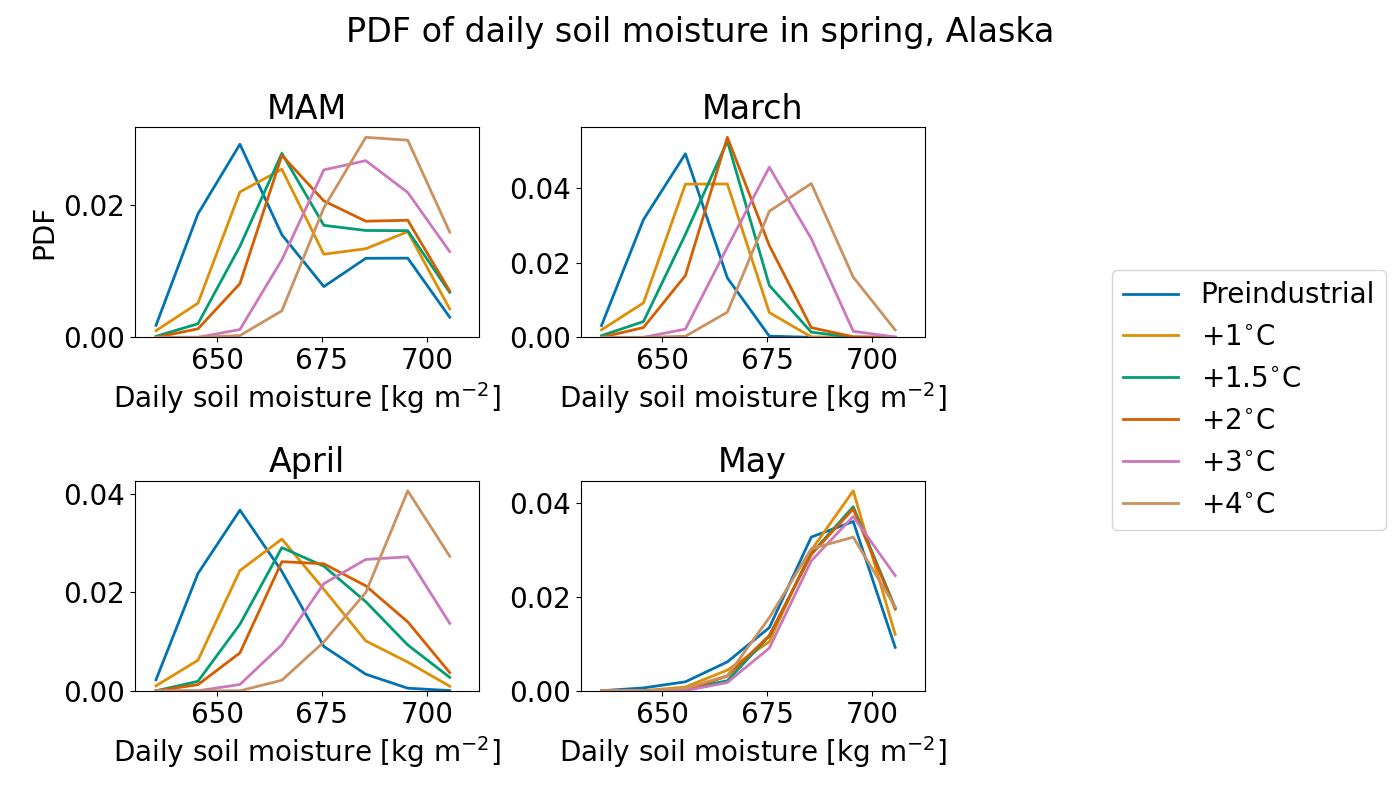 PDF of daily soil moisture in spring, Alaska
MAM
March
PDF
0.02
0.00
650 675 700
Daily soil moisture [kg m⁻²]
0.04
0.02
0.00
650 675 700
Daily soil moisture [kg m⁻²]
Preindustrial
+1°C
+1.5°C
+2°C
+3°C
+4°C
April
May
0.04
0.02
0.00
650 675 700
Daily soil moisture [kg m⁻²]
0.04
0.02
0.00
650 675 700
Daily soil moisture [kg m⁻²]